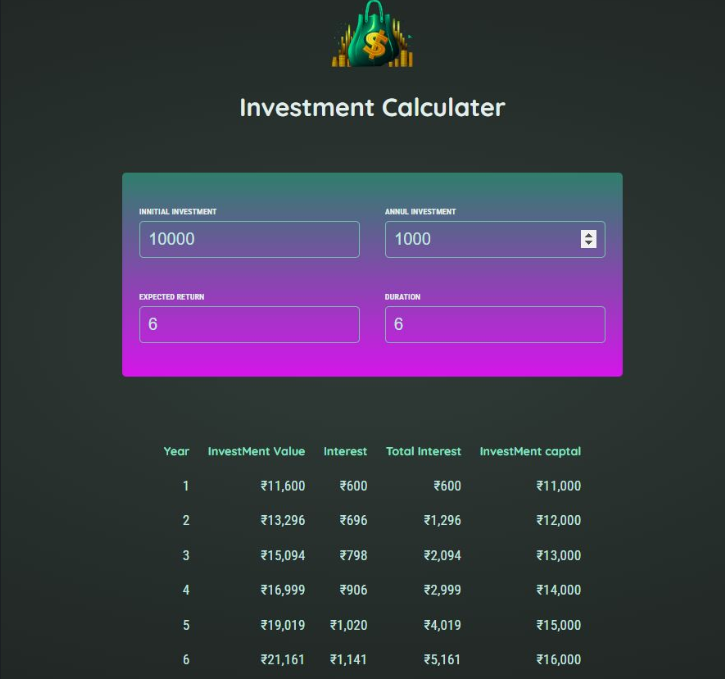 $
Investment Calculater
INNITIAL INVESTMENT ANNUL INVESTMENT
10000 1000
EXPECTED RETURN DURATION
6 6
Year InvestMent Value Interest Total Interest InvestMent captal
1 ₹11,600 ₹600 ₹600 ₹11,000
2 ₹13,296 ₹696 ₹1,296 ₹12,000
3 ₹15,094 ₹798 ₹2,094 ₹13,000
4 ₹16,999 ₹906 ₹2,999 ₹14,000
5 ₹19,019 ₹1,020 ₹4,019 ₹15,000
6 ₹21,161 ₹1,141 ₹5,161 ₹16,000